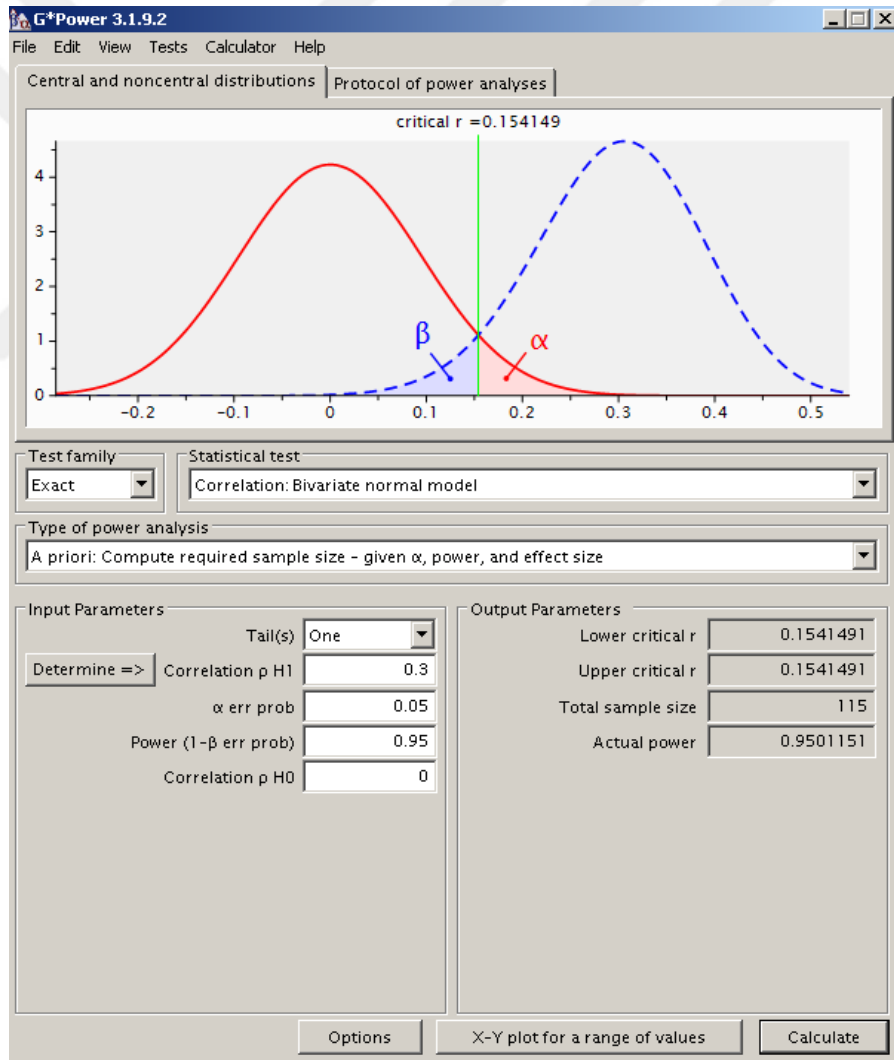 G*Power 3.1.9.2
File Edit View Tests Calculator Help
Central and noncentral distributions Protocol of power analyses
critical r =0.154149
4
3
2
1
0
β α
-0.2 -0.1 0 0.1 0.2 0.3 0.4 0.5
Test family Statistical test
Exact Correlation: Bivariate normal model
Type of power analysis
A priori: Compute required sample size - given α, power, and effect size
Input Parameters Output Parameters
Tail(s) One Lower critical r 0.1541491
Determine => Correlation ρ H1 0.3 Upper critical r 0.1541491
α err prob 0.05 Total sample size 115
Power (1-β err prob) 0.95 Actual power 0.9501151
Correlation ρ H0 0
Options X-Y plot for a range of values Calculate